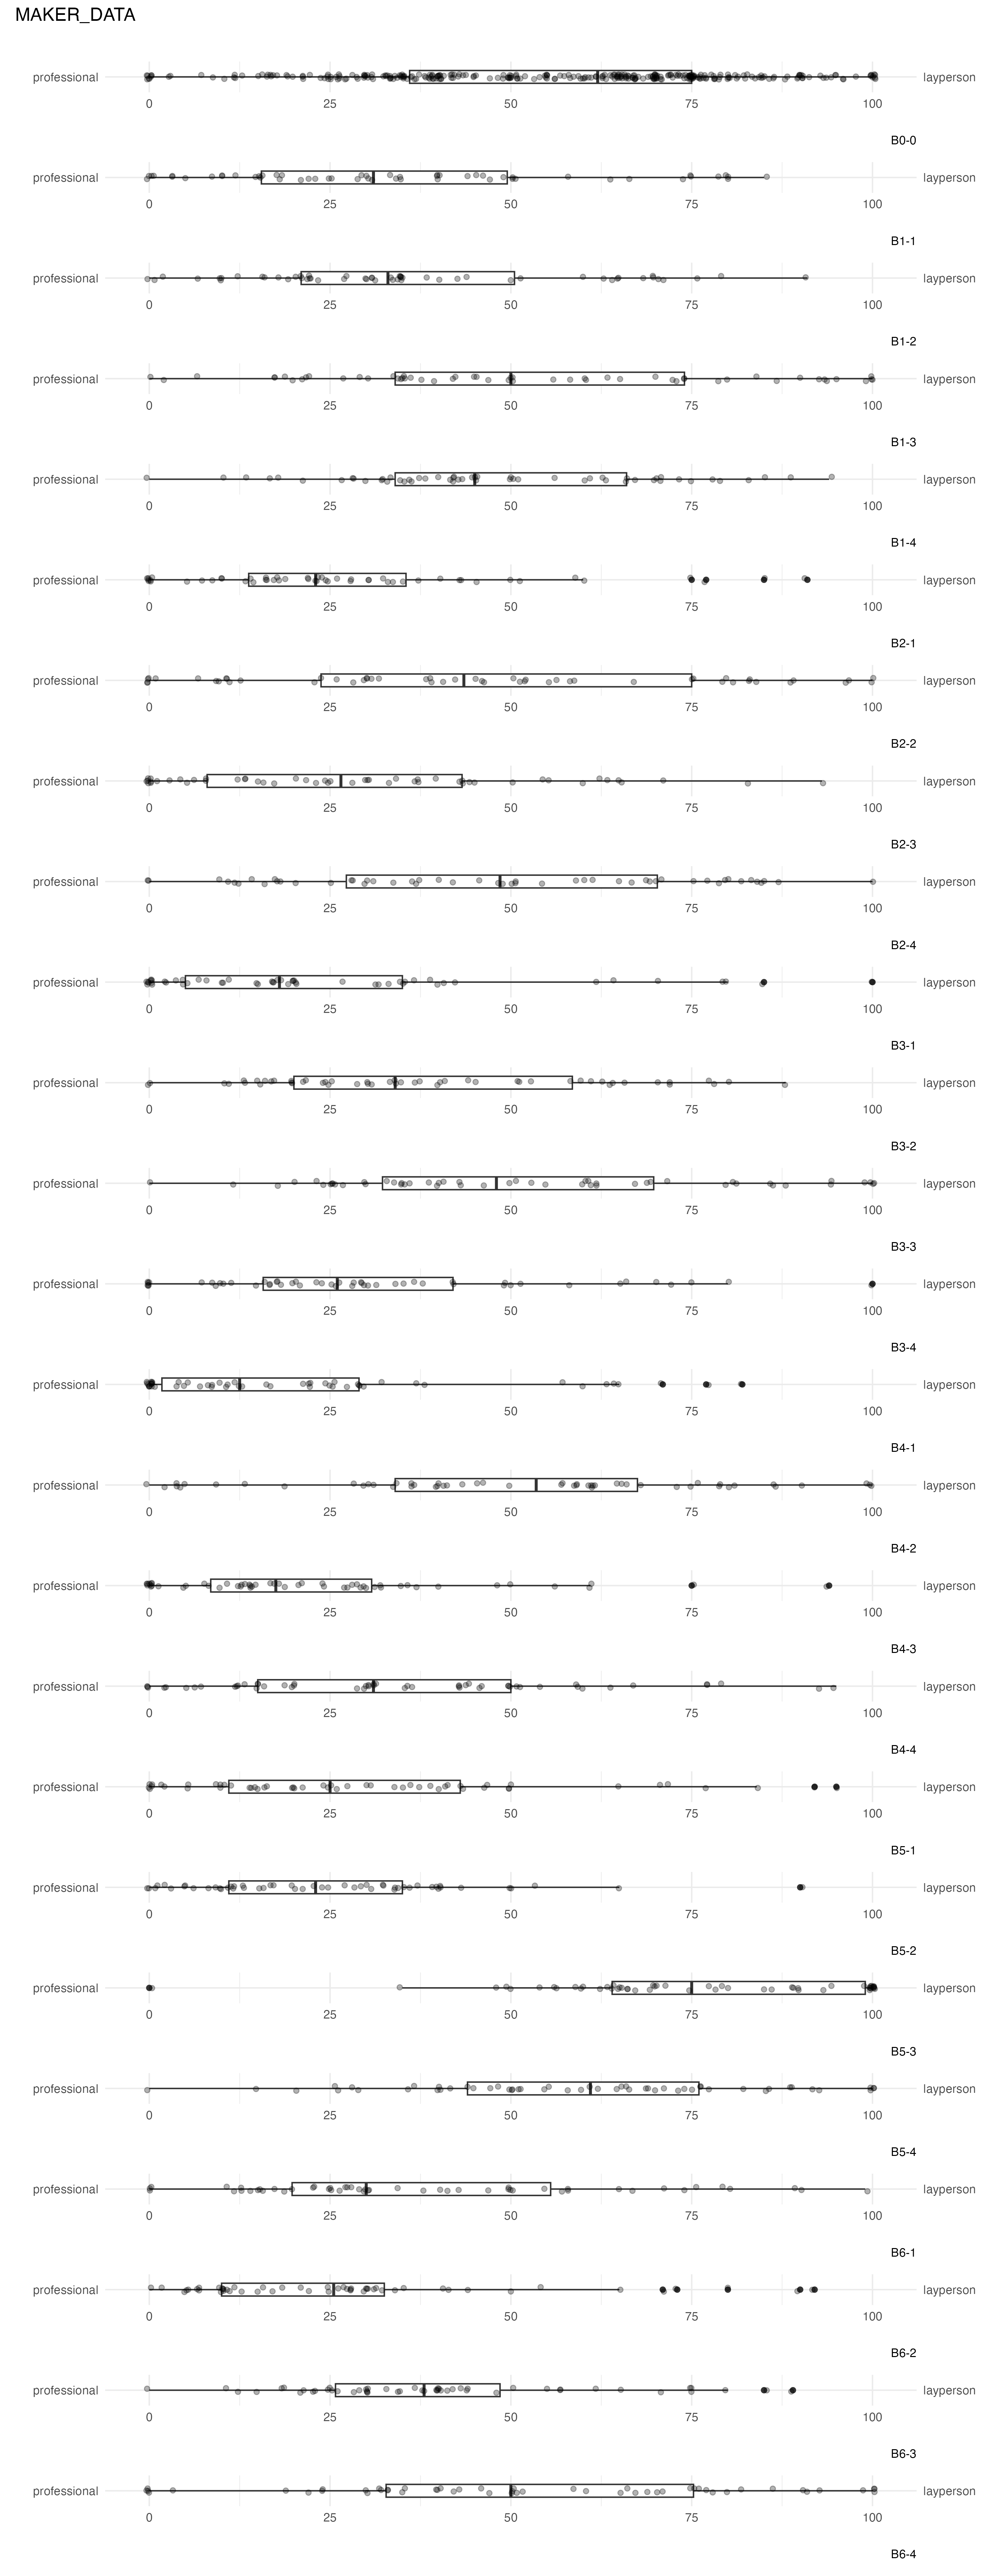 MAKER_DATA
professional layperson
0 25 50 75 100
B0-0
professional layperson
0 25 50 75 100
B1-1
professional layperson
0 25 50 75 100
B1-2
professional layperson
0 25 50 75 100
B1-3
professional layperson
0 25 50 75 100
B1-4
professional layperson
0 25 50 75 100
B2-1
professional layperson
0 25 50 75 100
B2-2
professional layperson
0 25 50 75 100
B2-3
professional layperson
0 25 50 75 100
B2-4
professional layperson
0 25 50 75 100
B3-1
professional layperson
0 25 50 75 100
B3-2
professional layperson
0 25 50 75 100
B3-3
professional layperson
0 25 50 75 100
B3-4
professional layperson
0 25 50 75 100
B4-1
professional layperson
0 25 50 75 100
B4-2
professional layperson
0 25 50 75 100
B4-3
professional layperson
0 25 50 75 100
B4-4
professional layperson
0 25 50 75 100
B5-1
professional layperson
0 25 50 75 100
B5-2
professional layperson
0 25 50 75 100
B5-3
professional layperson
0 25 50 75 100
B5-4
professional layperson
0 25 50 75 100
B6-1
professional layperson
0 25 50 75 100
B6-2
professional layperson
0 25 50 75 100
B6-3
professional layperson
0 25 50 75 100
B6-4